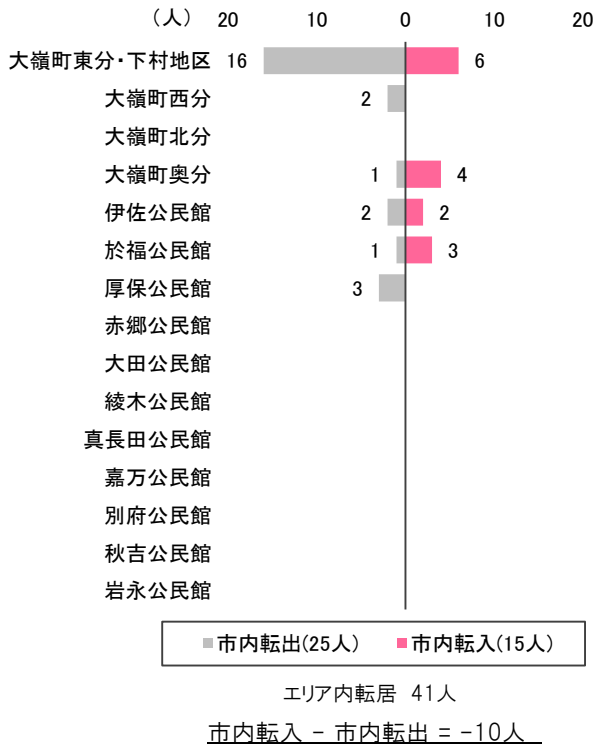 （人） 20 10 0 10 20
大嶺町東分・下村地区 16 6
大嶺町西分 2
大嶺町北分
大嶺町奥分 1 4
伊佐公民館 2 2
於福公民館 1 3
厚保公民館 3
赤郷公民館
大田公民館
綾木公民館
真長田公民館
嘉万公民館
別府公民館
秋吉公民館
岩永公民館
市内転出(25人) 市内転入(15人)
エリア内転居 41人
市内転入 − 市内転出 = −10人